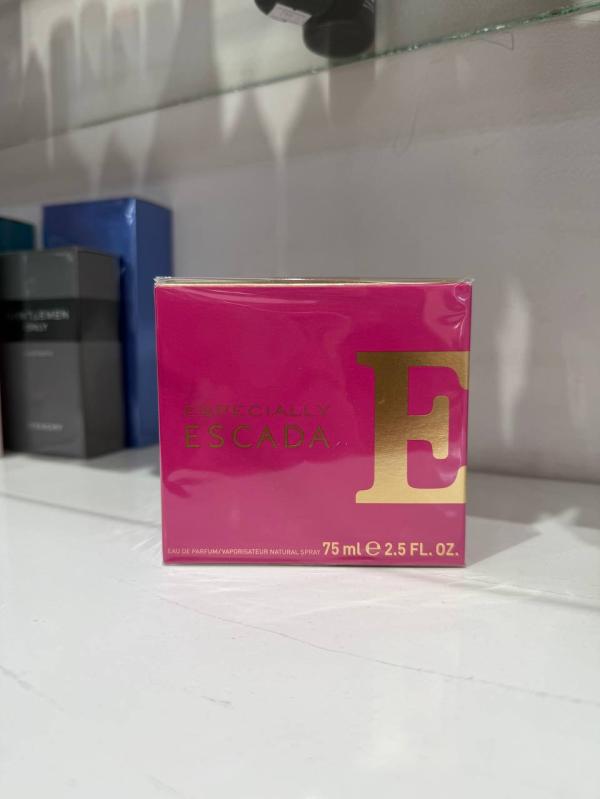 GENTLEMEN
ONLY
GIVENCHY
ESPECIALLY
ESCADA
E
EAU DE PARFUM/VAPORISATEUR NATURAL SPRAY 75 ml e 2.5 FL. OZ.